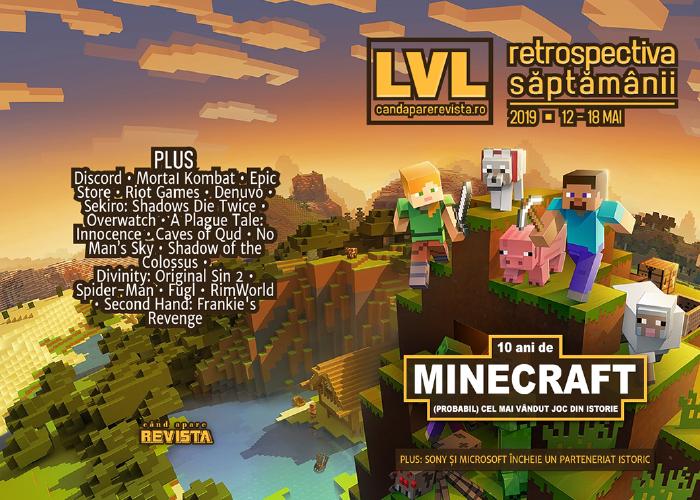 LVL
candaparerevista.ro
retrospectiva
săptămânii
2019 ▪ 12 – 18 MAI
PLUS
Discord • Mortal Kombat • Epic
Store • Riot Games • Denuvo •
Sekiro: Shadows Die Twice •
Overwatch • A Plague Tale:
Innocence • Caves of Qud • No
Man's Sky • Shadow of the
Colossus •
Divinity: Original Sin 2 •
Spider-Man • Fugl • RimWorld
• Second Hand: Frankie's
Revenge
10 ani de
MINECRAFT
(PROBABIL) CEL MAI VÂNDUT JOC DIN ISTORIE
când apare
REVISTA
PLUS: SONY ȘI MICROSOFT ÎNCHEIE UN PARTENERIAT ISTORIC